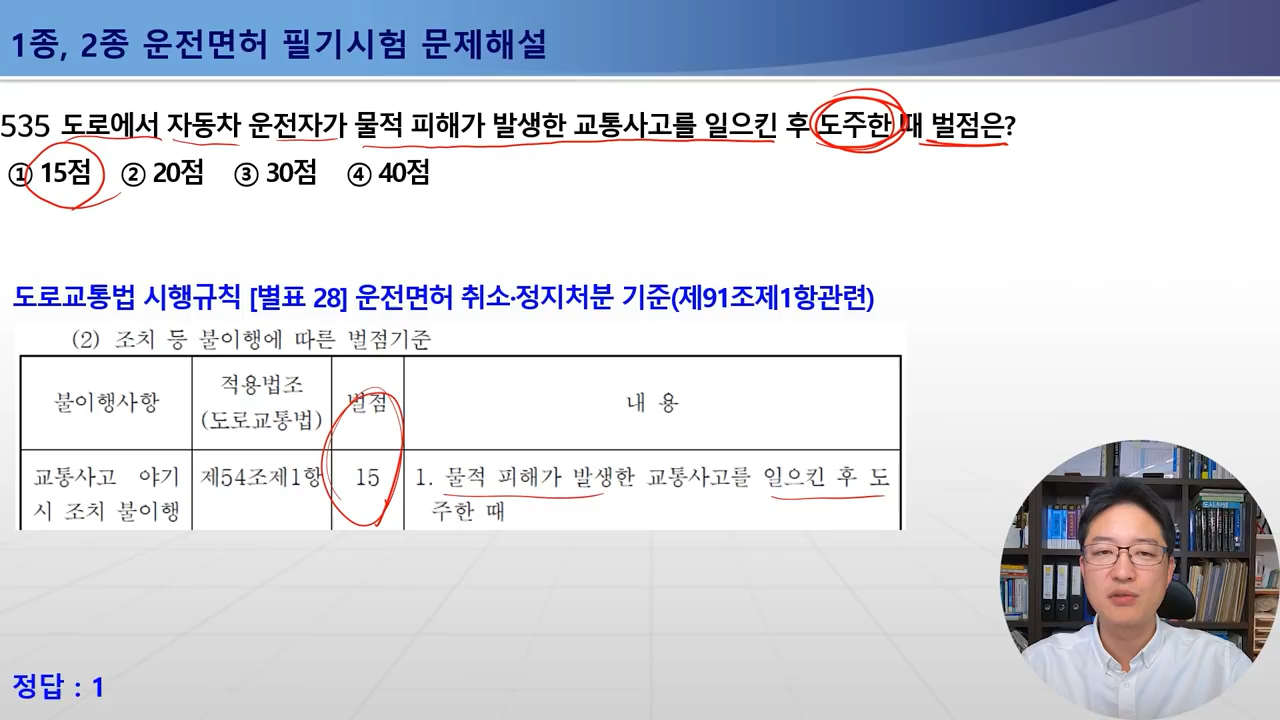 1종, 2종 운전면허 필기시험 문제해설
535 도로에서 자동차 운전자가 물적 피해가 발생한 교통사고를 일으킨 후 도주한 때 벌점은?
① 15점 ② 20점 ③ 30점 ④ 40점
도로교통법 시행규칙 [별표 28] 운전면허 취소·정지처분 기준(제91조제1항관련)
(2) 조치 등 불이행에 따른 벌점기준
불이행사항
적용법조
(도로교통법)
벌점
내 용
교통사고 야기
시 조치 불이행
제54조제1항
15
1. 물적 피해가 발생한 교통사고를 일으킨 후 도
주한 때
정답 : 1